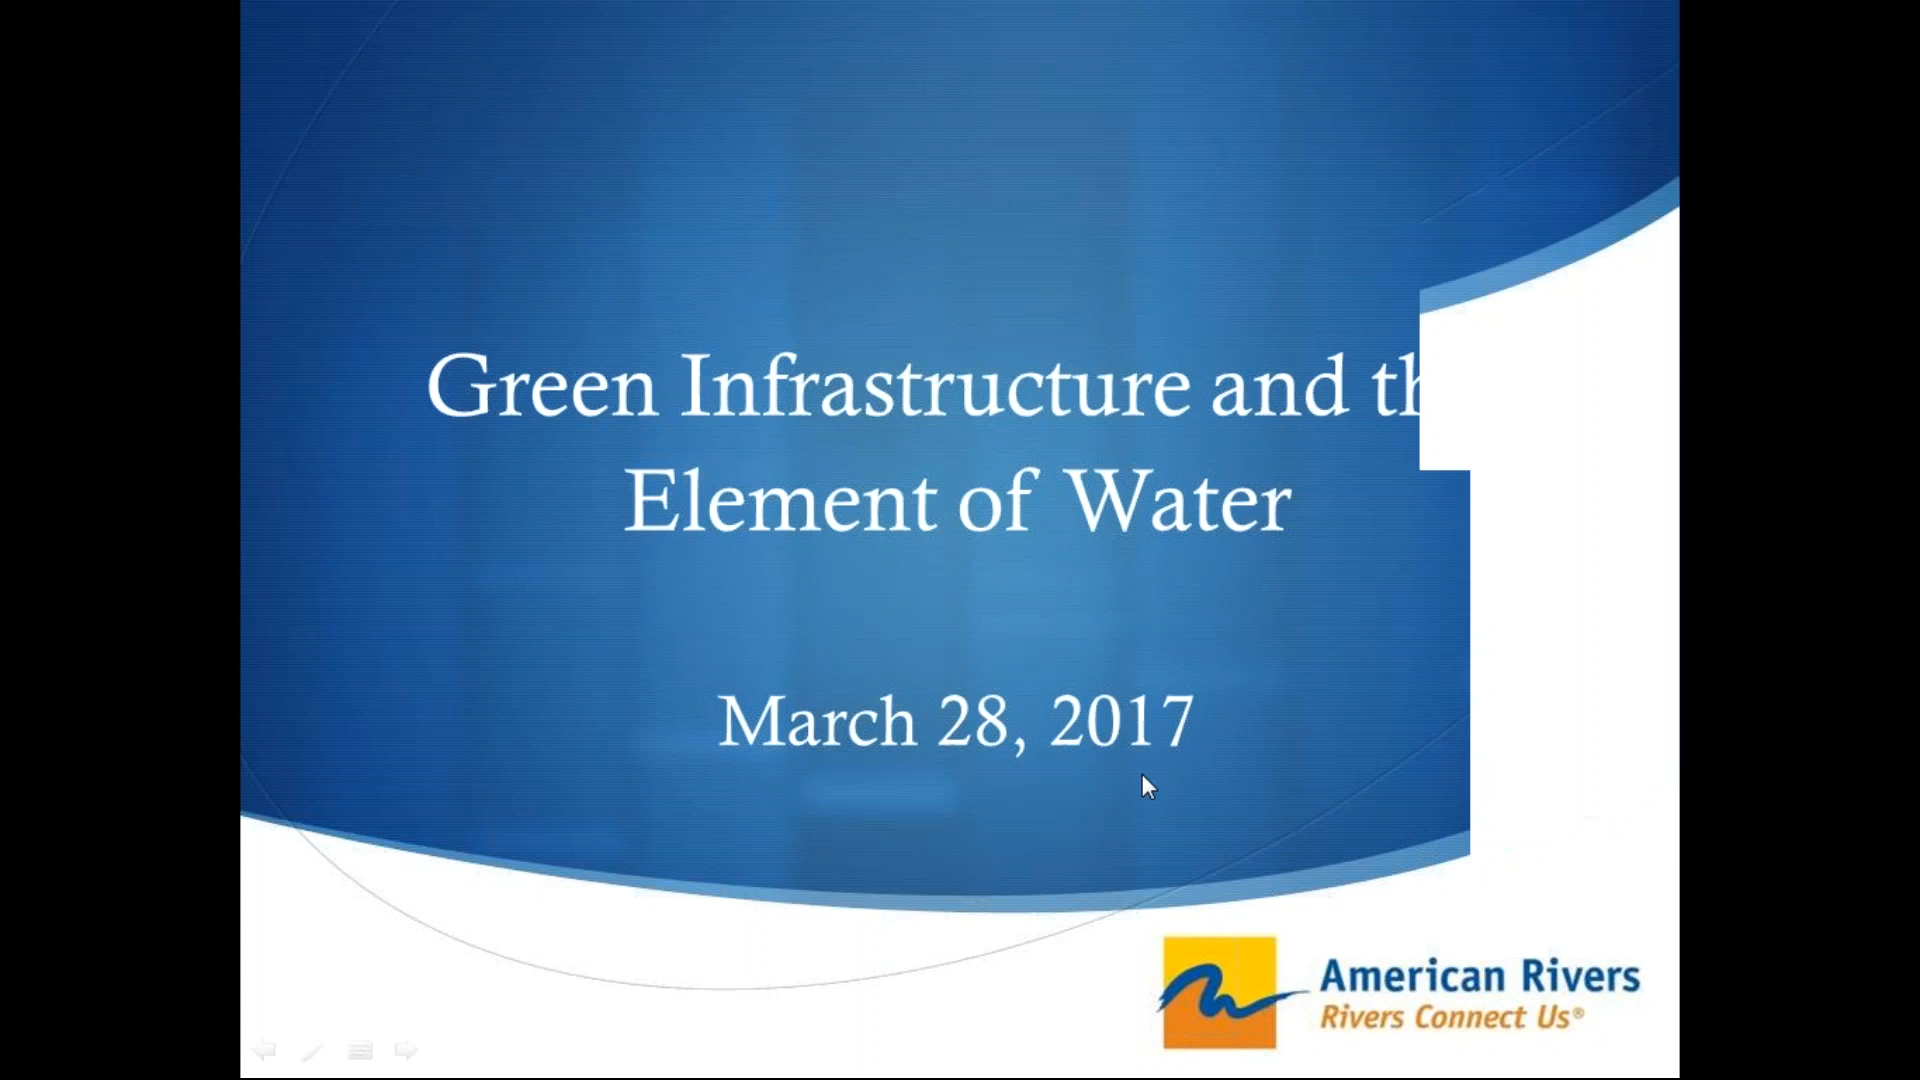 Green Infrastructure and th
Element of Water
March 28, 2017
American Rivers
Rivers Connect Us®